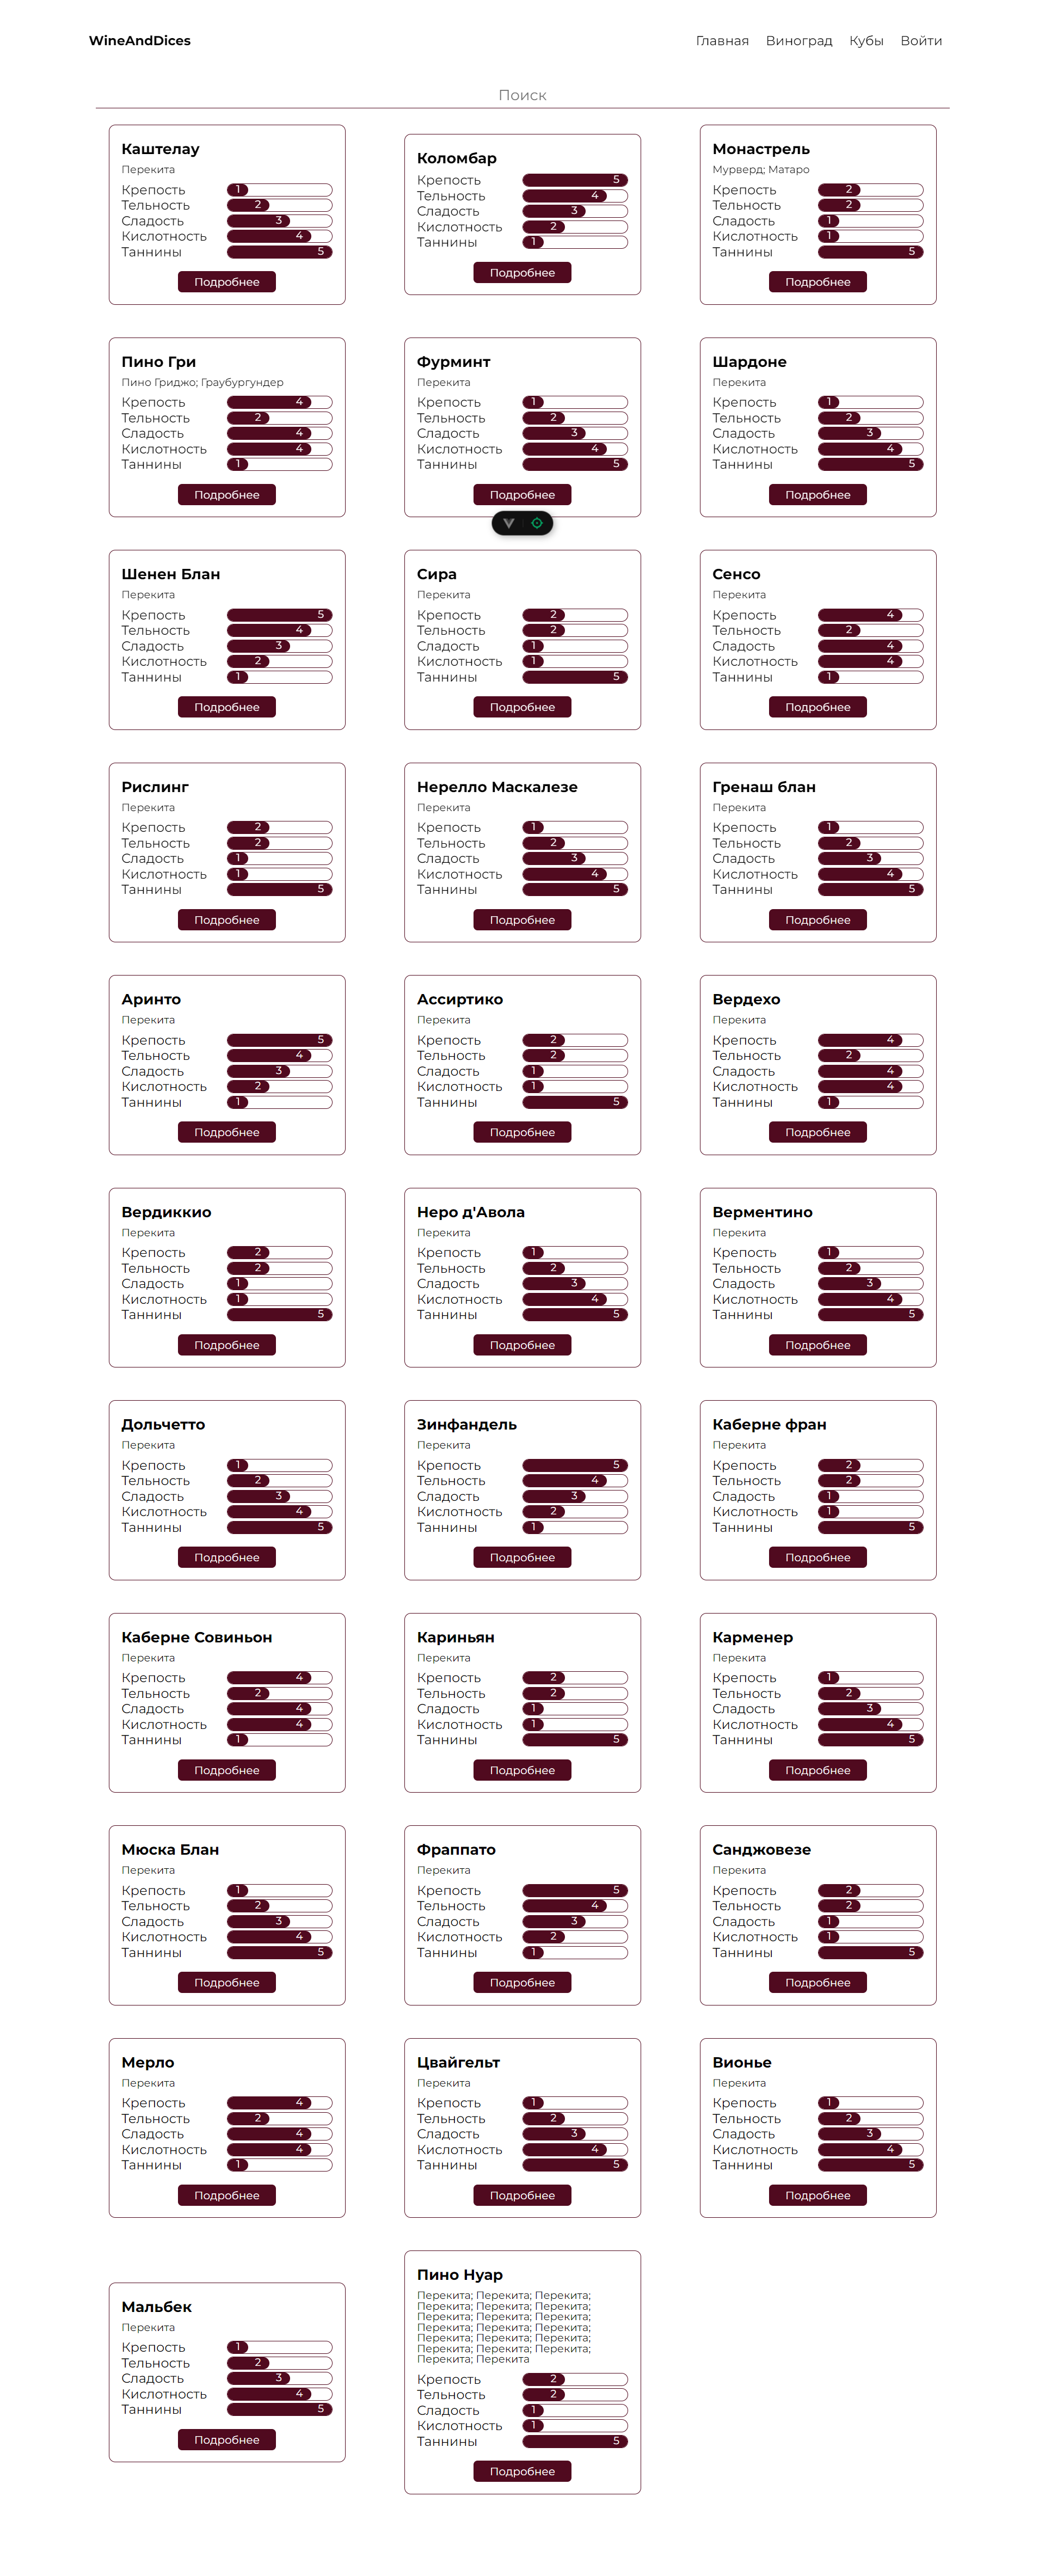 WineAndDices
Главная Виноград Кубы Войти
Поиск
Каштелау
Перекита
Крепость 1
Тельность 2
Сладость 3
Кислотность 4
Таннины 5
Подробнее
Коломбар
Крепость 5
Тельность 4
Сладость 3
Кислотность 2
Таннины 1
Подробнее
Монастрель
Мурверд; Матаро
Крепость 2
Тельность 2
Сладость 1
Кислотность 1
Таннины 5
Подробнее
Пино Гри
Пино Гриджо; Граубургундер
Крепость 4
Тельность 2
Сладость 4
Кислотность 4
Таннины 1
Подробнее
Фурминт
Перекита
Крепость 1
Тельность 2
Сладость 3
Кислотность 4
Таннины 5
Подробнее
Шардоне
Перекита
Крепость 1
Тельность 2
Сладость 3
Кислотность 4
Таннины 5
Подробнее
Шенен Блан
Перекита
Крепость 5
Тельность 4
Сладость 3
Кислотность 2
Таннины 1
Подробнее
Сира
Перекита
Крепость 2
Тельность 2
Сладость 1
Кислотность 1
Таннины 5
Подробнее
Сенсо
Перекита
Крепость 4
Тельность 2
Сладость 4
Кислотность 4
Таннины 1
Подробнее
Рислинг
Перекита
Крепость 2
Тельность 2
Сладость 1
Кислотность 1
Таннины 5
Подробнее
Нерелло Маскалезе
Перекита
Крепость 1
Тельность 2
Сладость 3
Кислотность 4
Таннины 5
Подробнее
Гренаш блан
Перекита
Крепость 1
Тельность 2
Сладость 3
Кислотность 4
Таннины 5
Подробнее
Аринто
Перекита
Крепость 5
Тельность 4
Сладость 3
Кислотность 2
Таннины 1
Подробнее
Ассиртико
Перекита
Крепость 2
Тельность 2
Сладость 1
Кислотность 1
Таннины 5
Подробнее
Вердехо
Перекита
Крепость 4
Тельность 2
Сладость 4
Кислотность 4
Таннины 1
Подробнее
Вердиккио
Перекита
Крепость 2
Тельность 2
Сладость 1
Кислотность 1
Таннины 5
Подробнее
Неро д'Авола
Перекита
Крепость 1
Тельность 2
Сладость 3
Кислотность 4
Таннины 5
Подробнее
Верментино
Перекита
Крепость 1
Тельность 2
Сладость 3
Кислотность 4
Таннины 5
Подробнее
Дольчетто
Перекита
Крепость 1
Тельность 2
Сладость 3
Кислотность 4
Таннины 5
Подробнее
Зинфандель
Перекита
Крепость 5
Тельность 4
Сладость 3
Кислотность 2
Таннины 1
Подробнее
Каберне фран
Перекита
Крепость 2
Тельность 2
Сладость 1
Кислотность 1
Таннины 5
Подробнее
Каберне Совиньон
Перекита
Крепость 4
Тельность 2
Сладость 4
Кислотность 4
Таннины 1
Подробнее
Кариньян
Перекита
Крепость 2
Тельность 2
Сладость 1
Кислотность 1
Таннины 5
Подробнее
Карменер
Перекита
Крепость 1
Тельность 2
Сладость 3
Кислотность 4
Таннины 5
Подробнее
Мюска Блан
Перекита
Крепость 1
Тельность 2
Сладость 3
Кислотность 4
Таннины 5
Подробнее
Фраппато
Перекита
Крепость 5
Тельность 4
Сладость 3
Кислотность 2
Таннины 1
Подробнее
Санджовезе
Перекита
Крепость 2
Тельность 2
Сладость 1
Кислотность 1
Таннины 5
Подробнее
Мерло
Перекита
Крепость 4
Тельность 2
Сладость 4
Кислотность 4
Таннины 1
Подробнее
Цвайгельт
Перекита
Крепость 1
Тельность 2
Сладость 3
Кислотность 4
Таннины 5
Подробнее
Вионье
Перекита
Крепость 1
Тельность 2
Сладость 3
Кислотность 4
Таннины 5
Подробнее
Мальбек
Перекита
Крепость 1
Тельность 2
Сладость 3
Кислотность 4
Таннины 5
Подробнее
Пино Нуар
Перекита; Перекита; Перекита;
Перекита; Перекита; Перекита;
Перекита; Перекита; Перекита;
Перекита; Перекита; Перекита;
Перекита; Перекита; Перекита;
Перекита; Перекита; Перекита;
Перекита; Перекита
Крепость 2
Тельность 2
Сладость 1
Кислотность 1
Таннины 5
Подробнее